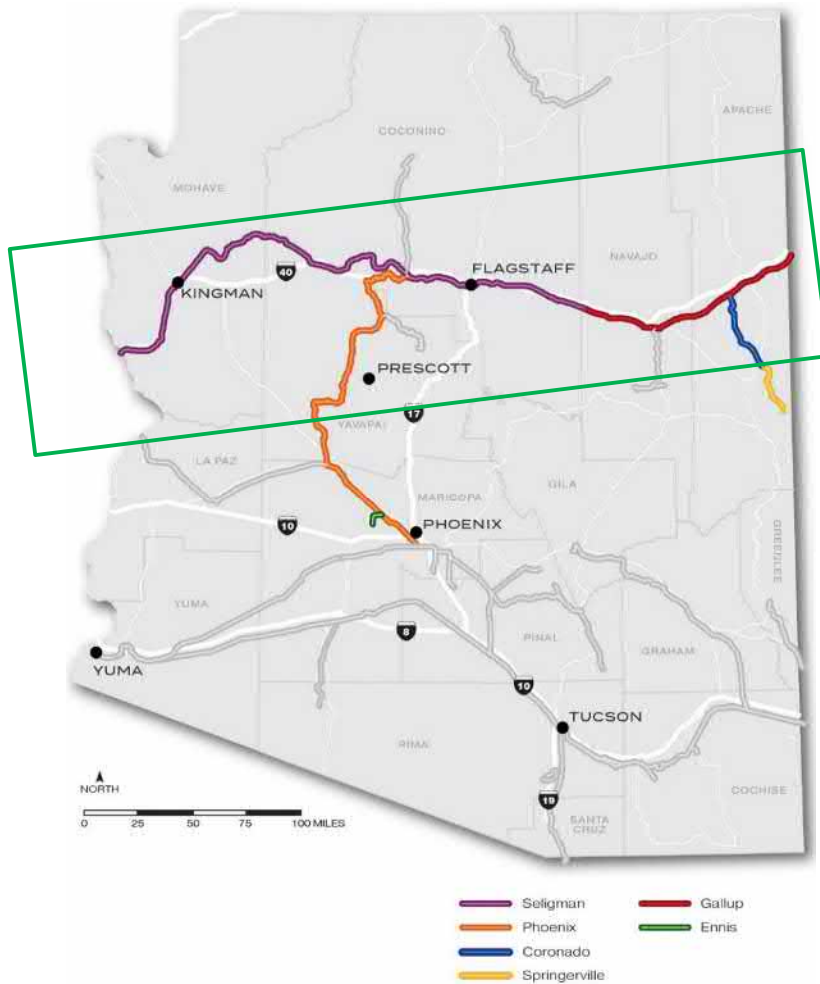 COCONINO
APACHE
MOHAVE
40
FLAGSTAFF
NAVAJO
KINGMAN
PRESCOTT
17
YAVAPAI
LA PAZ
GILA
MARICOPA
10
PHOENIX
GREENLEE
YUMA
8
PINAL
GRAHAM
YUMA
10
TUCSON
PIMA
NORTH
COCHISE
19
0 25 50 75 100 MILES
SANTA
CRUZ
Seligman Gallup
Phoenix Ennis
Coronado
Springerville